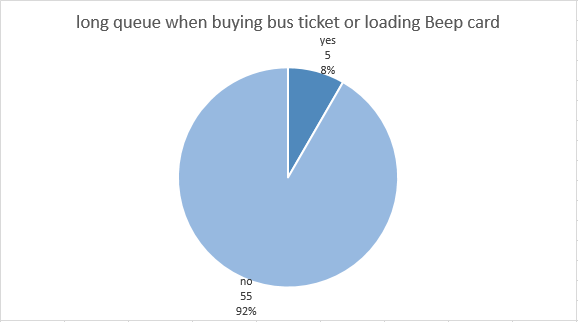 long queue when buying bus ticket or loading Beep card
yes
5
8%
no
55
92%